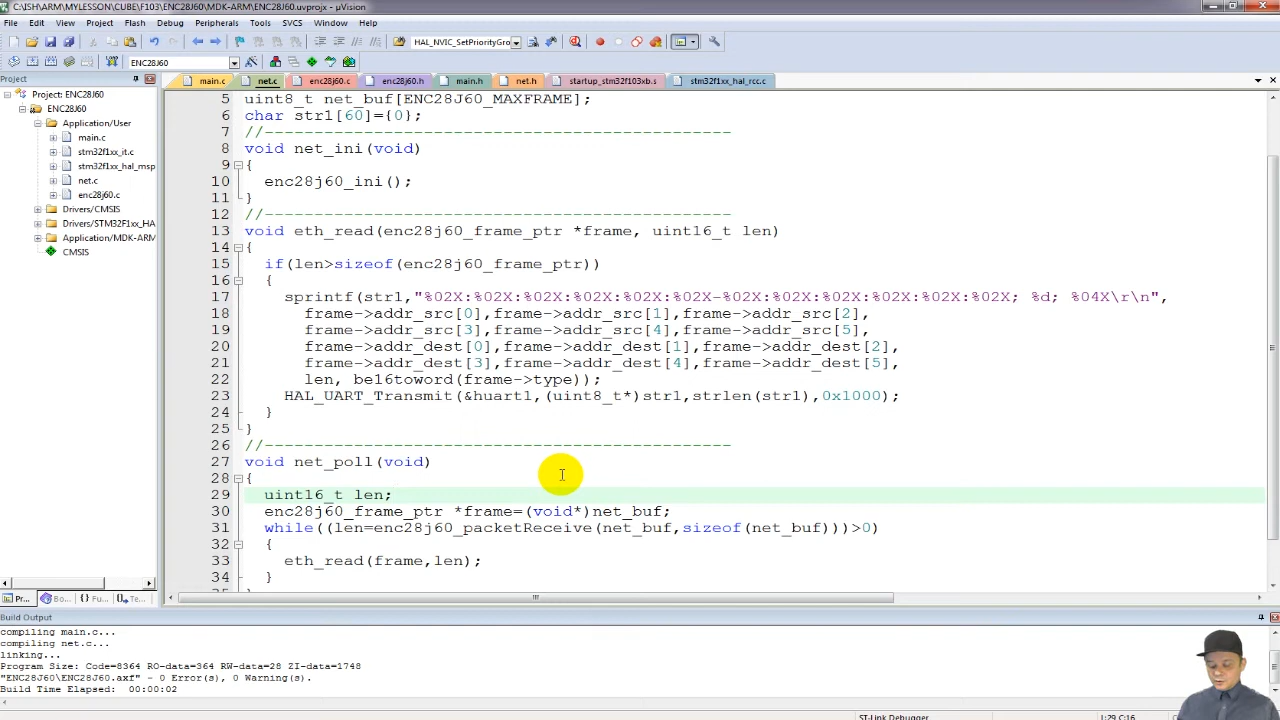 C:\ISH\ARM\MYLESSON\CUBE\F103\ENC28J60\MDK-ARM\ENC28J60.uvprojx - µVision
File Edit View Project Flash Debug Peripherals Tools SVCS Window Help
HAL_NVIC_SetPriorityGro
ENC28J60
Project
main.c net.c enc28j60.c enc28j60.h main.h net.h startup_stm32f103xb.s stm32f1xx_hal_rcc.c
Project: ENC28J60
ENC28J60
Application/User
main.c
stm32f1xx_it.c
stm32f1xx_hal_msp
net.c
enc28j60.c
Drivers/CMSIS
Drivers/STM32F1xx_HA
Application/MDK-ARM
CMSIS
5 uint8_t net_buf[ENC28J60_MAXFRAME];
6 char str1[60]={0};
7 //-----------------------------------------------
8 void net_ini(void)
9 {
10 enc28j60_ini();
11 }
12 //-----------------------------------------------
13 void eth_read(enc28j60_frame_ptr *frame, uint16_t len)
14 {
15 if(len>sizeof(enc28j60_frame_ptr))
16 {
17 sprintf(str1,"%02X:%02X:%02X:%02X:%02X:%02X-%02X:%02X:%02X:%02X:%02X:%02X; %d; %04X\r\n",
18 frame->addr_src[0],frame->addr_src[1],frame->addr_src[2],
19 frame->addr_src[3],frame->addr_src[4],frame->addr_src[5],
20 frame->addr_dest[0],frame->addr_dest[1],frame->addr_dest[2],
21 frame->addr_dest[3],frame->addr_dest[4],frame->addr_dest[5],
22 len, be16toword(frame->type));
23 HAL_UART_Transmit(&huart1,(uint8_t*)str1,strlen(str1),0x1000);
24 }
25 }
26 //-----------------------------------------------
27 void net_poll(void)
28 {
29 uint16_t len;
30 enc28j60_frame_ptr *frame=(void*)net_buf;
31 while((len=enc28j60_packetReceive(net_buf,sizeof(net_buf)))>0)
32 {
33 eth_read(frame,len);
34 }
Pr... Bo... {} Fu... Te...
Build Output
compiling main.c...
compiling net.c...
linking...
Program Size: Code=8364 RO-data=364 RW-data=28 ZI-data=1748
"ENC28J60\ENC28J60.axf" - 0 Error(s), 0 Warning(s).
Build Time Elapsed: 00:00:02
ST-Link Debugger L:29 C:16